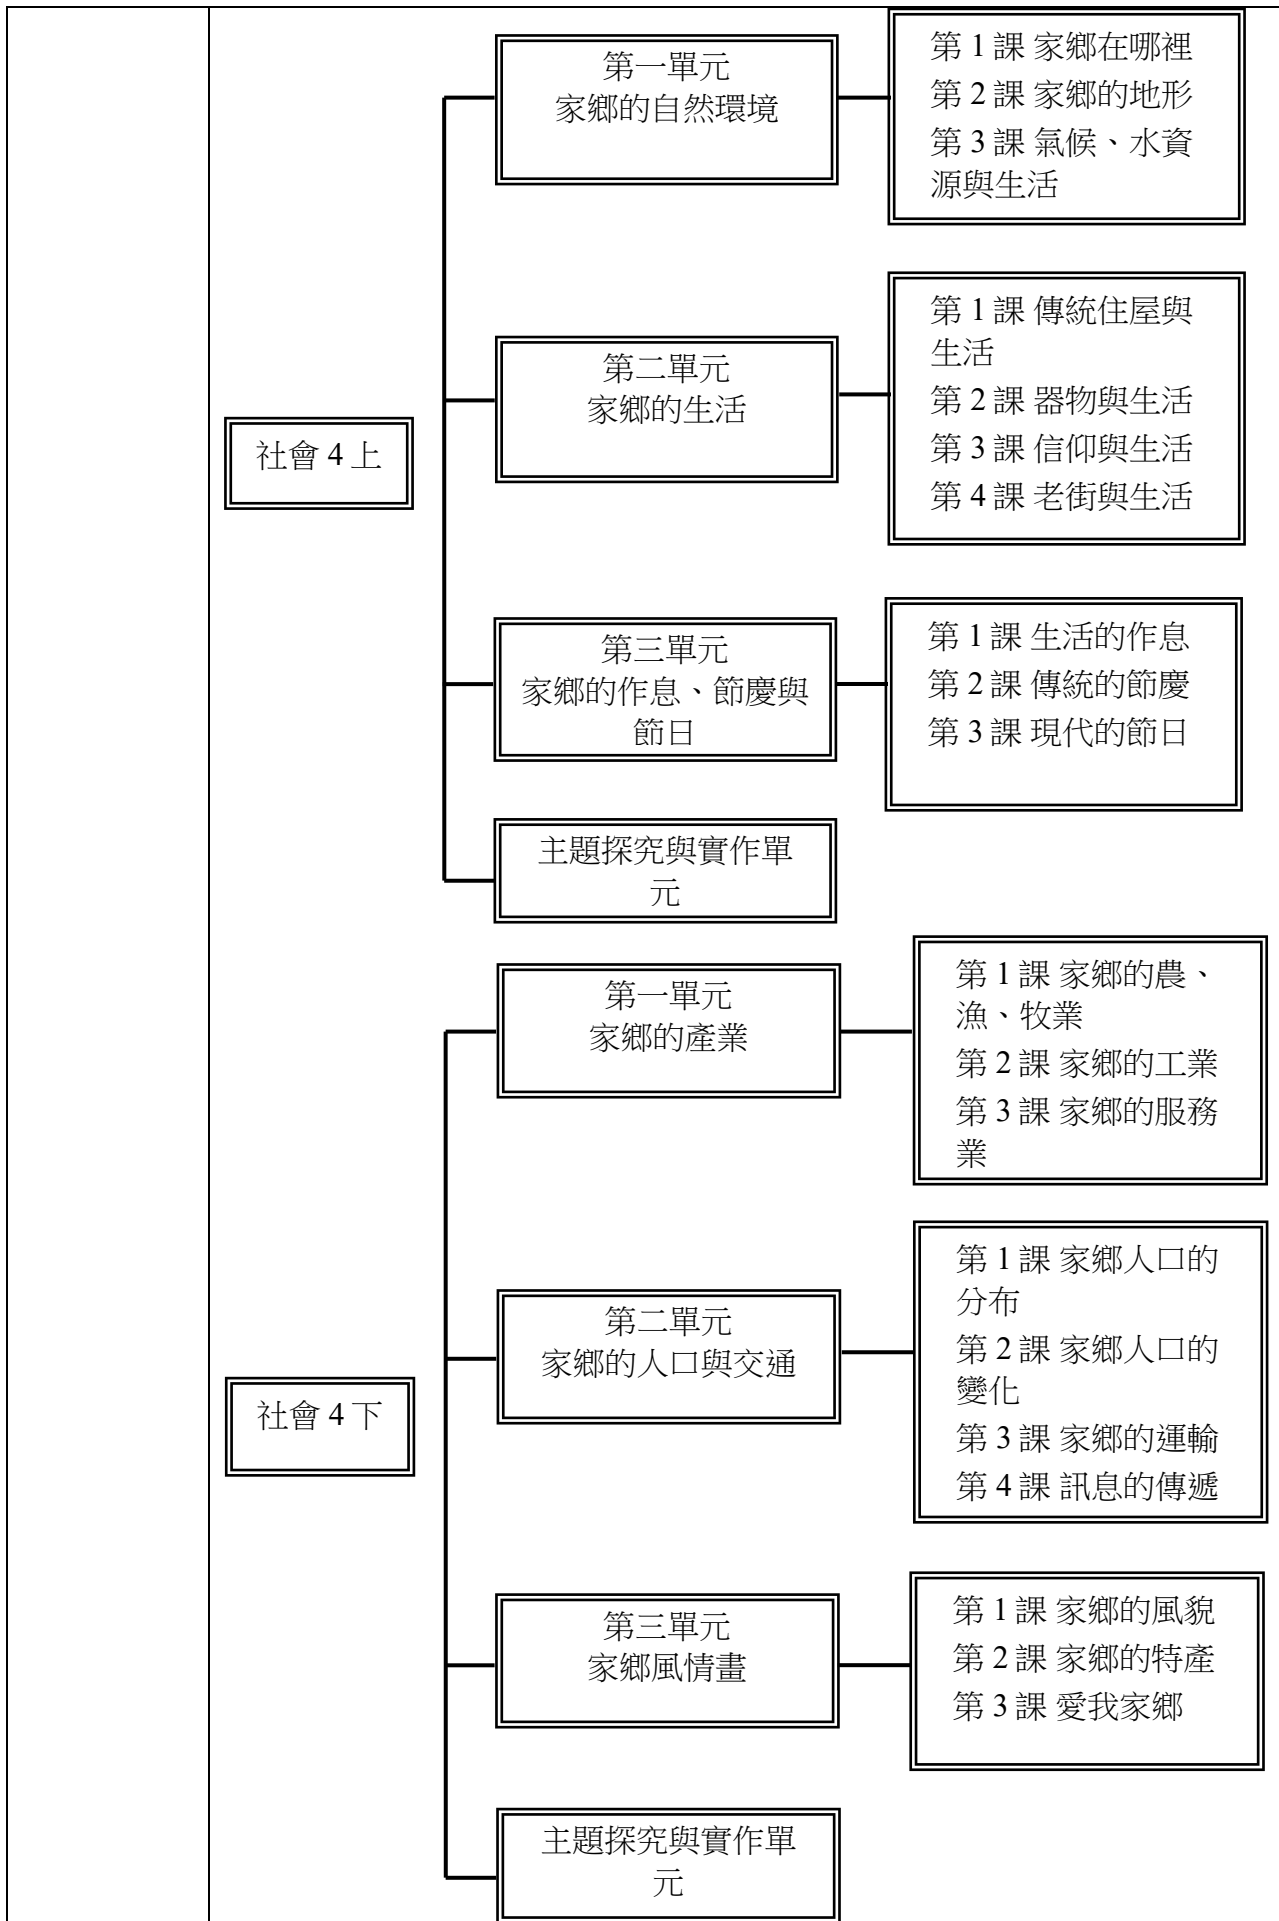 社會 4 上
第一單元
家鄉的自然環境
第 1 課 家鄉在哪裡
第 2 課 家鄉的地形
第 3 課 氣候、水資
源與生活
第二單元
家鄉的生活
第 1 課 傳統住屋與
生活
第 2 課 器物與生活
第 3 課 信仰與生活
第 4 課 老街與生活
第三單元
家鄉的作息、節慶與
節日
第 1 課 生活的作息
第 2 課 傳統的節慶
第 3 課 現代的節日
主題探究與實作單
元
社會 4 下
第一單元
家鄉的產業
第 1 課 家鄉的農、
漁、牧業
第 2 課 家鄉的工業
第 3 課 家鄉的服務
業
第二單元
家鄉的人口與交通
第 1 課 家鄉人口的
分布
第 2 課 家鄉人口的
變化
第 3 課 家鄉的運輸
第 4 課 訊息的傳遞
第三單元
家鄉風情畫
第 1 課 家鄉的風貌
第 2 課 家鄉的特產
第 3 課 愛我家鄉
主題探究與實作單
元